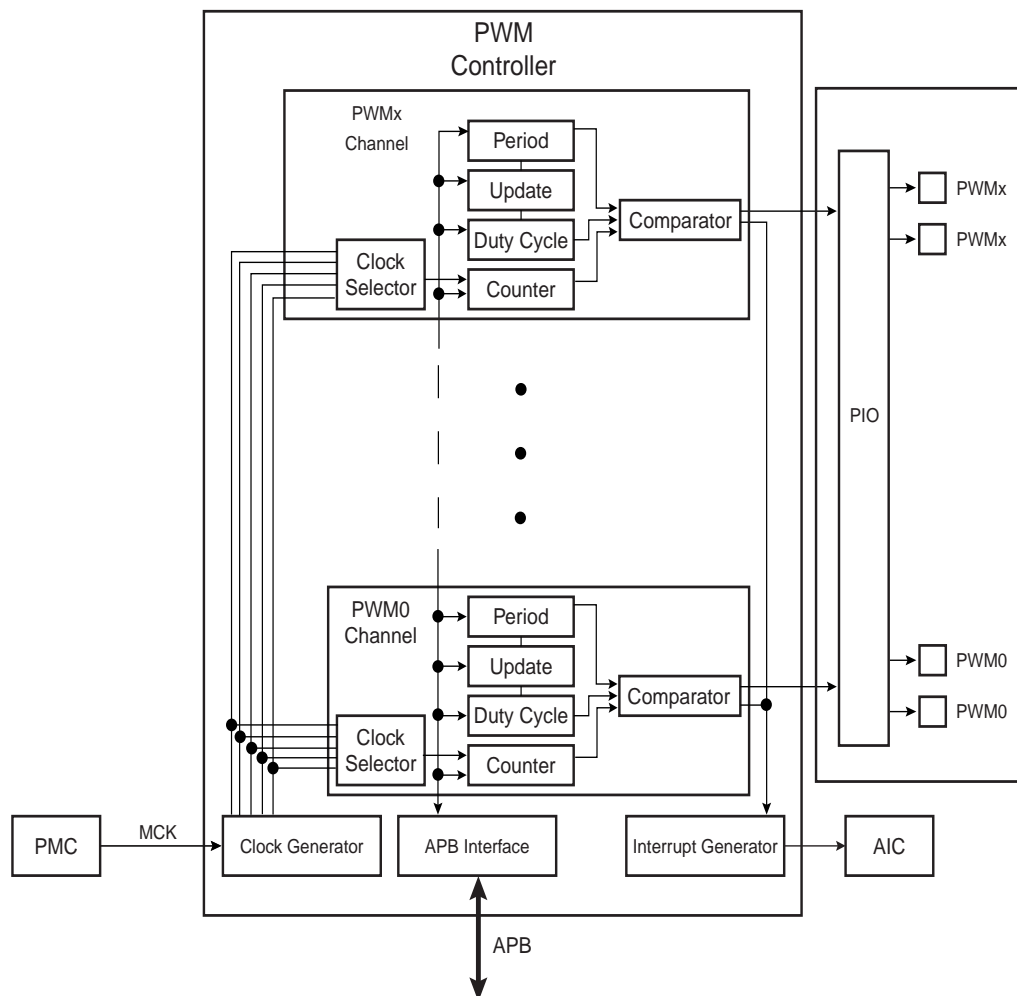 PWM
Controller
PWMx
Channel
Period
Update
Duty Cycle
Comparator
Clock
Selector
Counter
PWMx
PWMx
PIO
PWM0
Channel
Period
Update
Duty Cycle
Comparator
Clock
Selector
Counter
PWM0
PWM0
PMC
MCK
Clock Generator
APB Interface
Interrupt Generator
AIC
APB